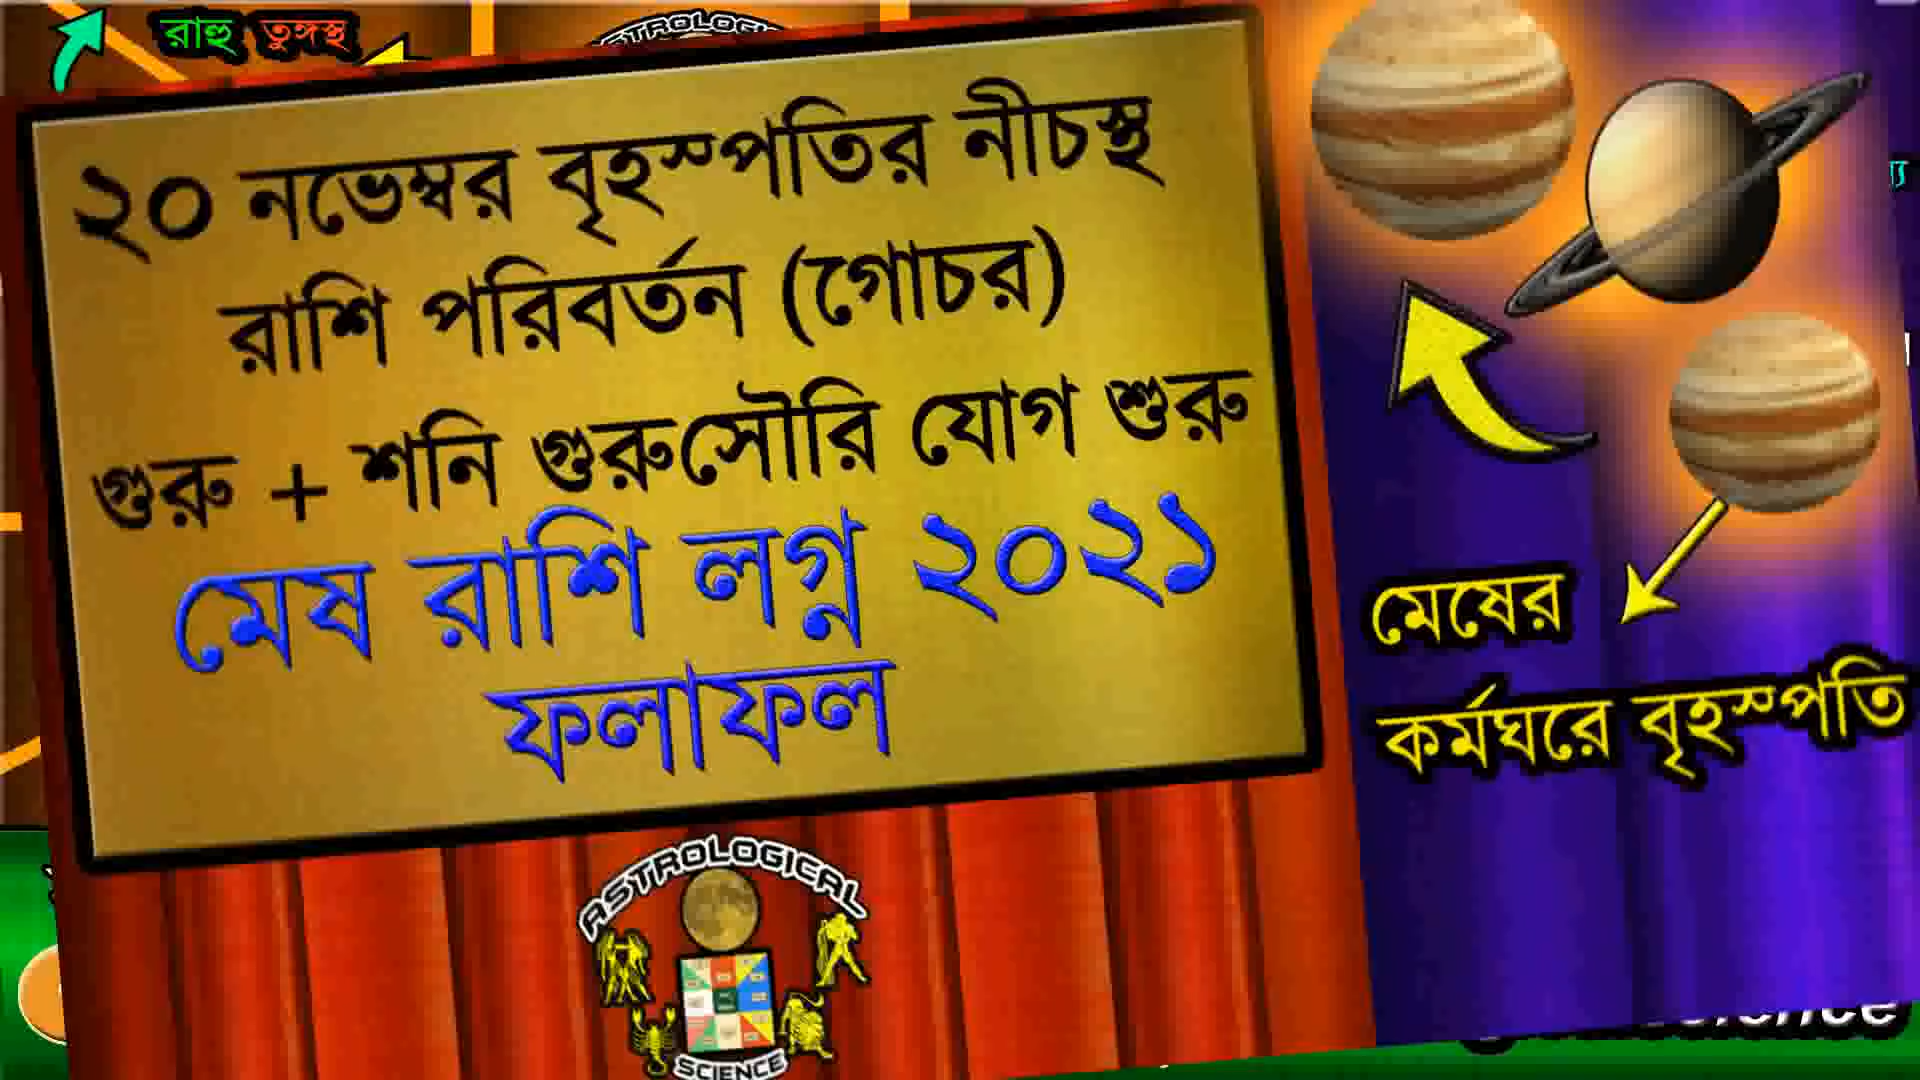 রাহু তুঙ্গস্থ
২০ নভেম্বর বৃহস্পতির নীচস্থ
রাশি পরিবর্তন (গোচর)
গুরু + শনি গুরুসৌরি যোগ শুরু
মেষ রাশি লগ্ন ২০২১
ফলাফল
মেষের
কর্মঘরে বৃহস্পতি
ASTROLOGICAL
SCIENCE